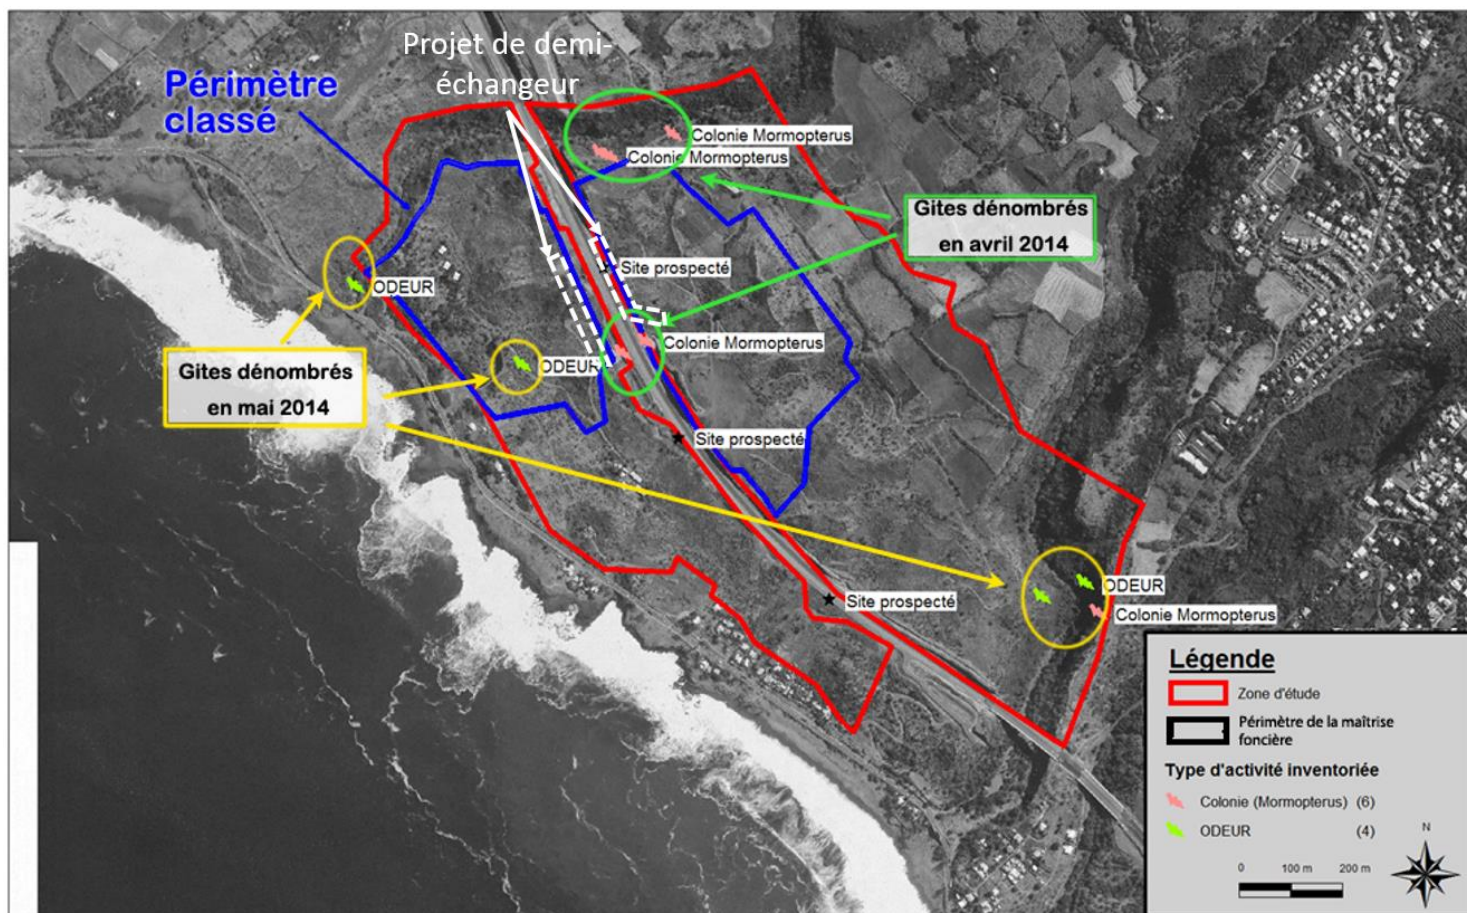 Projet de demi-
échangeur
Périmètre
classé
Colonie Mormopterus
Colonie Mormopterus
Gites dénombrés
en avril 2014
Site prospecté
ODEUR
Colonie Mormopterus
ODEUR
Gites dénombrés
en mai 2014
Site prospecté
Site prospecté
ODEUR
Colonie Mormopterus
Légende
Zone d'étude
Périmètre de la maîtrise
foncière
Type d'activité inventoriée
Colonie (Mormopterus) (6)
ODEUR (4)
N
0 100 m 200 m